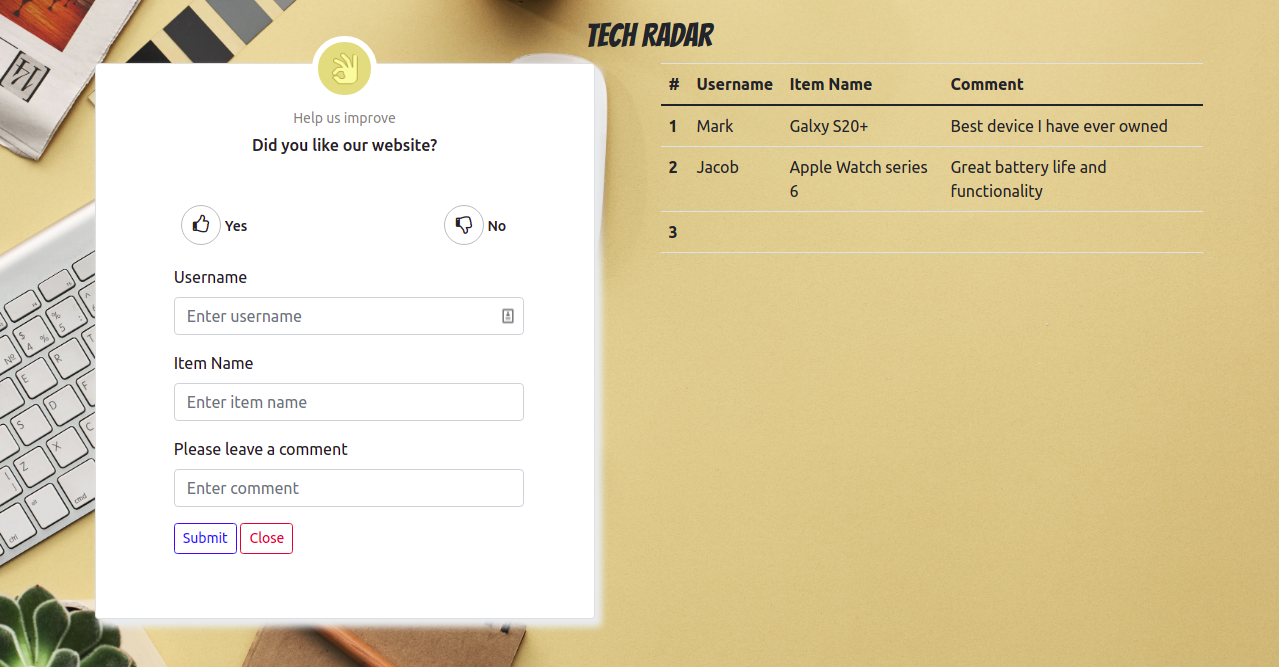 TECH RADAR
Help us improve
Did you like our website?
Yes
No
Username
Enter username
Item Name
Enter item name
Please leave a comment
Enter comment
Submit Close
# Username Item Name Comment
1 Mark Galxy S20+ Best device I have ever owned
2 Jacob Apple Watch series Great battery life and
6 functionality
3
14